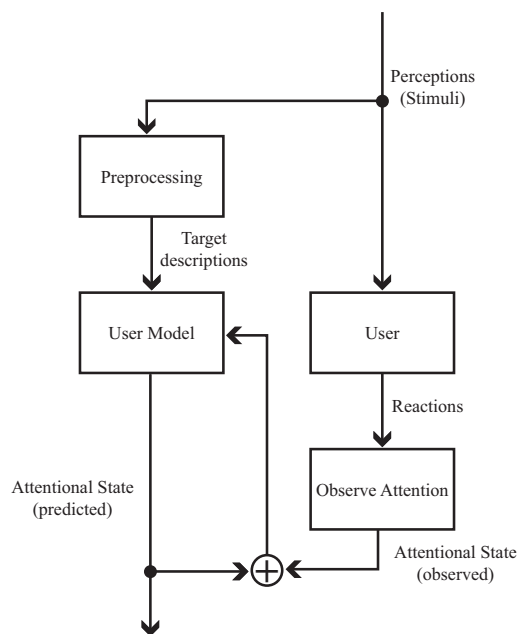 Perceptions
(Stimuli)
Preprocessing
Target
descriptions
User Model
User
Reactions
Attentional State
(predicted)
Observe Attention
Attentional State
(observed)